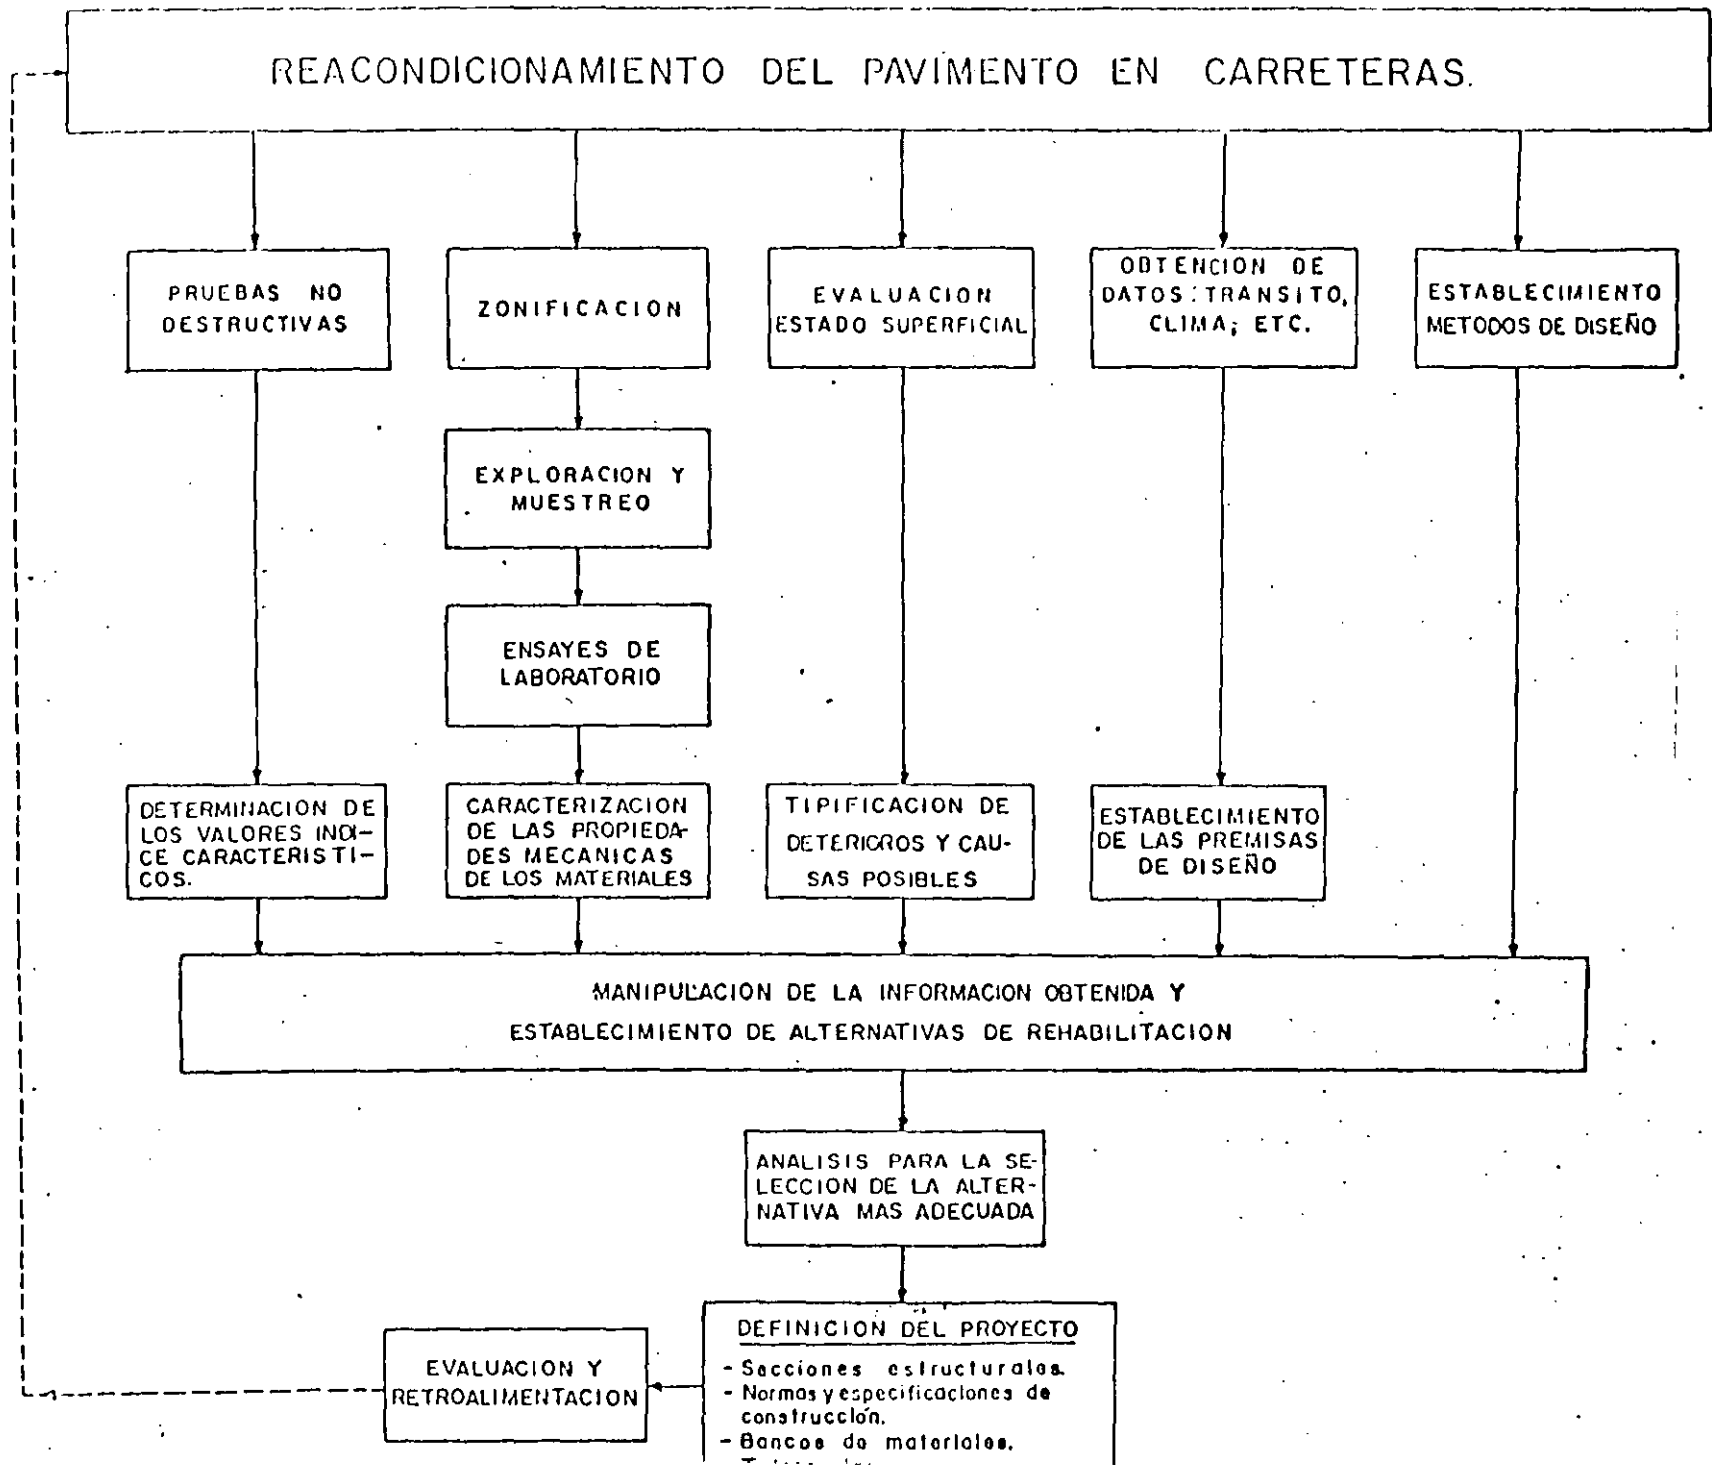 REACONDICIONAMIENTO DEL PAVIMENTO EN CARRETERAS.
PRUEBAS NO
DESTRUCTIVAS
ZONIFICACION
EVALUACION
ESTADO SUPERFICIAL
OBTENCION DE
DATOS: TRANSITO,
CLIMA; ETC.
ESTABLECIMIENTO
METODOS DE DISEÑO
EXPLORACION Y
MUESTREO
ENSAYES DE
LABORATORIO
DETERMINACION DE
LOS VALORES INDI-
CE CARACTERISTI-
COS.
CARACTERIZACION
DE LAS PROPIEDA-
DES MECANICAS
DE LOS MATERIALES
TIPIFICACION DE
DETERIOROS Y CAU-
SAS POSIBLES
ESTABLECIMIENTO
DE LAS PREMISAS
DE DISEÑO
MANIPULACION DE LA INFORMACION OBTENIDA Y
ESTABLECIMIENTO DE ALTERNATIVAS DE REHABILITACION
ANALISIS PARA LA SE-
LECCION DE LA ALTER-
NATIVA MAS ADECUADA
EVALUACION Y
RETROALIMENTACION
DEFINICION DEL PROYECTO
- Secciones estructurales.
- Normas y especificaciones de
construcción.
- Bancos de materiales.